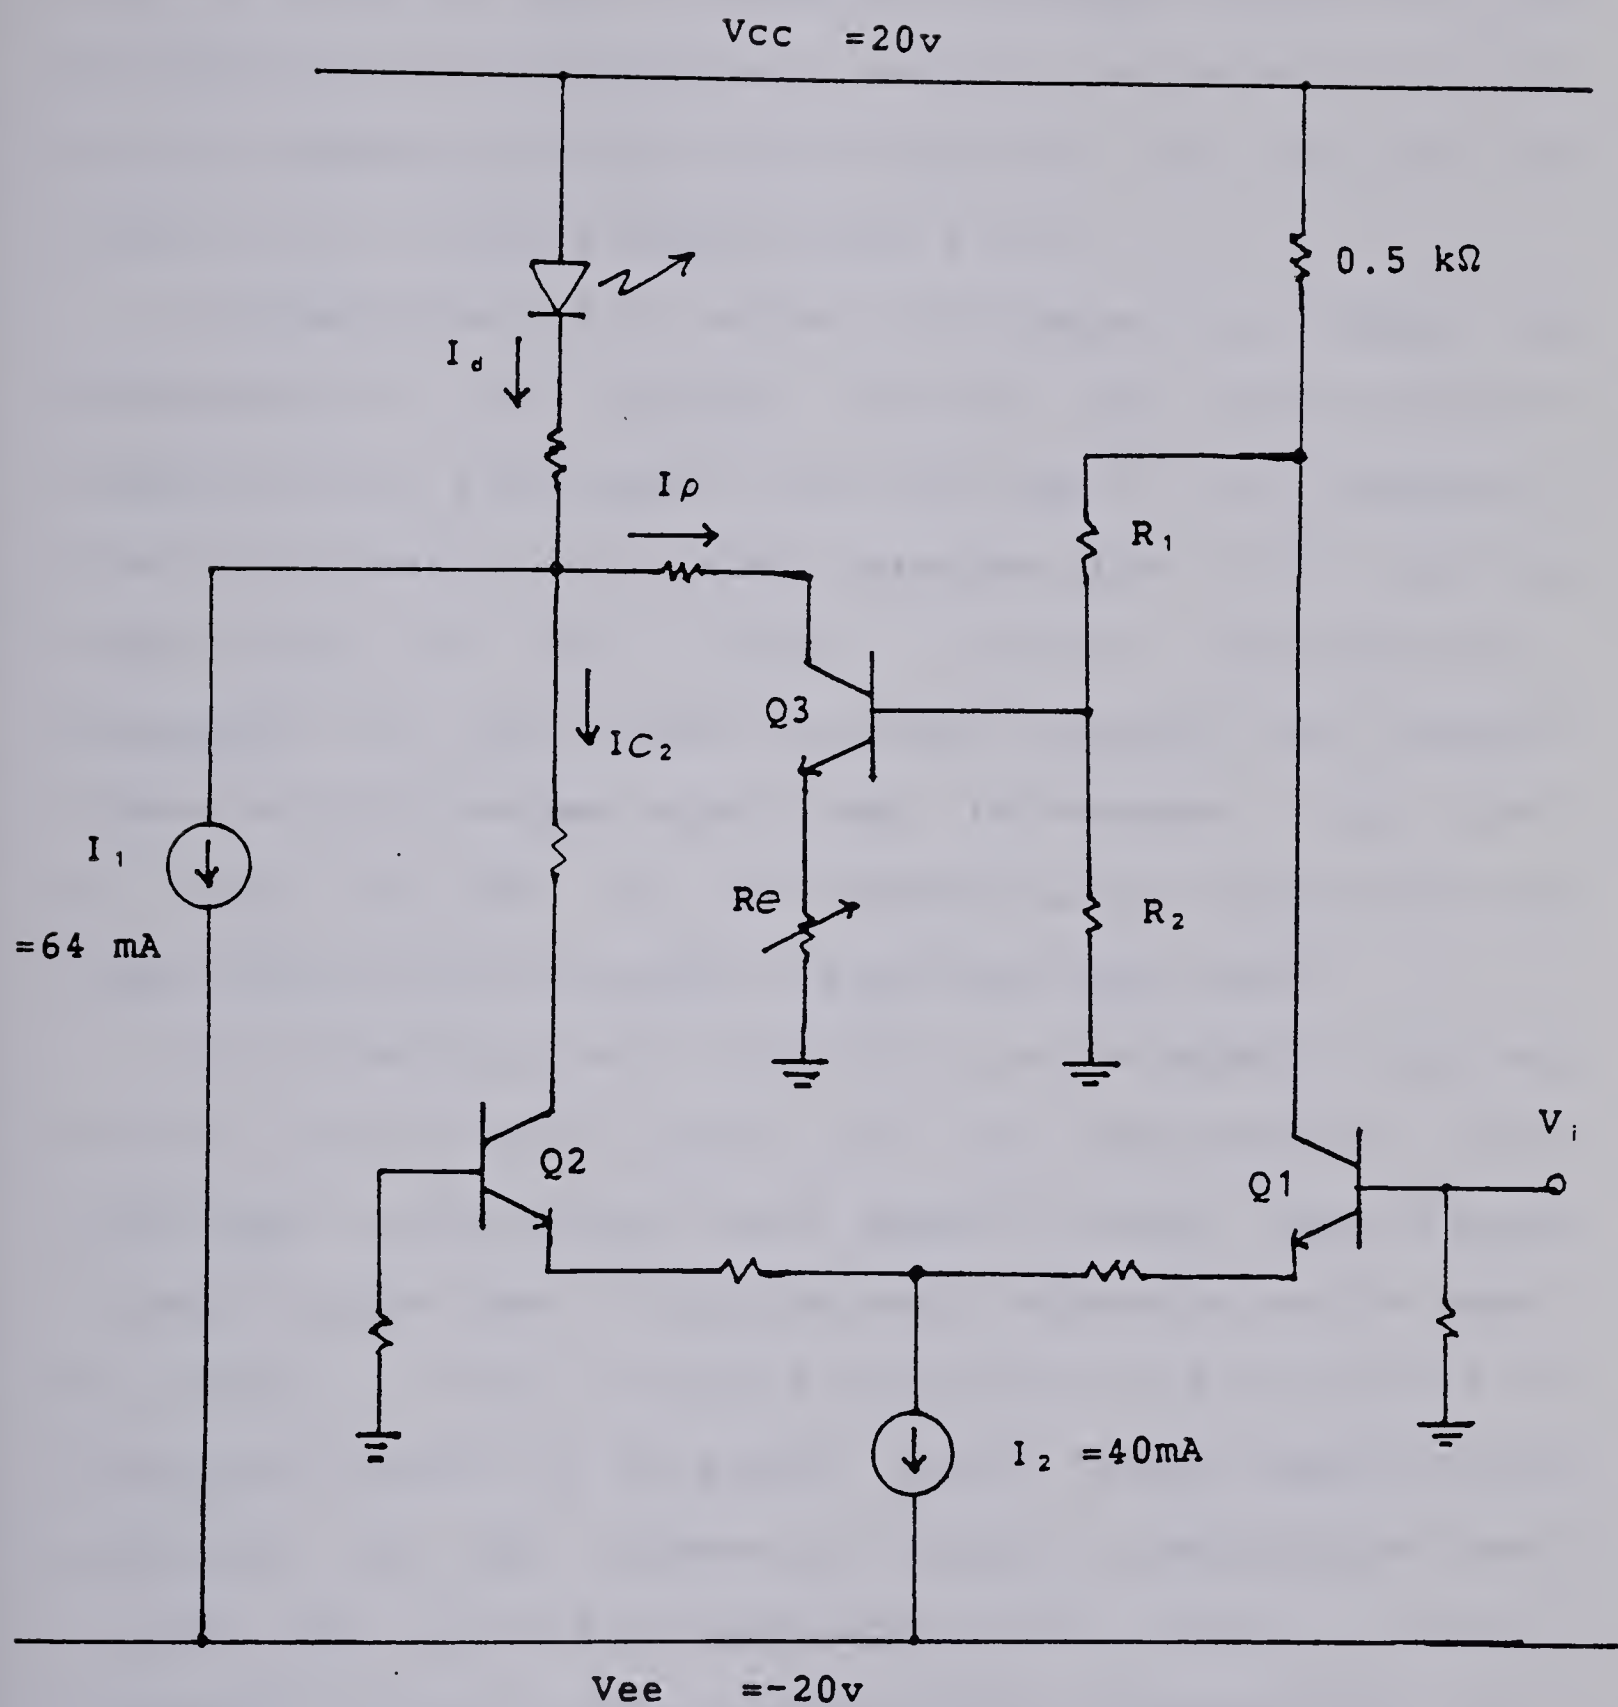 Vcc =20v
0.5 kΩ
Id
Iρ
R1
Q3
IC2
I1
=64 mA
Re
R2
Vi
Q2
Q1
I2 =40mA
Vee =-20v